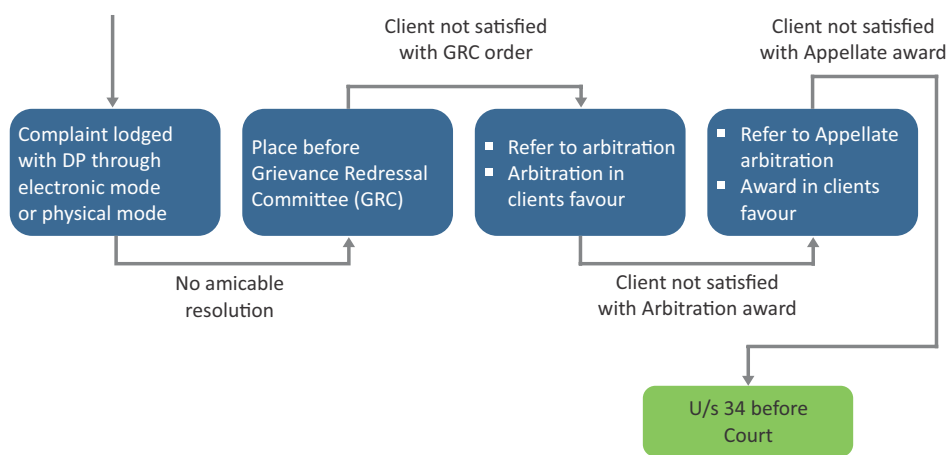 Complaint lodged
with DP through
electronic mode
or physical mode
No amicable
resolution
Place before
Grievance Redressal
Committee (GRC)
Client not satisfied
with GRC order
▪ Refer to arbitration
▪ Arbitration in
clients favour
Client not satisfied
with Arbitration award
▪ Refer to Appellate
arbitration
▪ Award in clients
favour
Client not satisfied
with Appellate award
U/s 34 before
Court